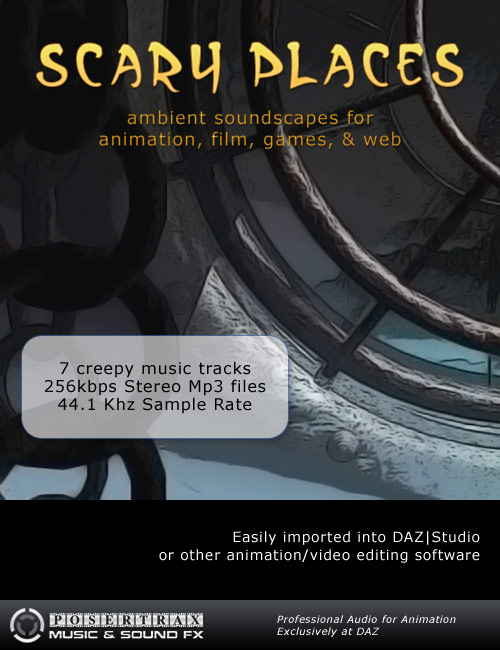 SCARY PLACES
ambient soundscapes for
animation, film, games, & web
7 creepy music tracks
256kbps Stereo Mp3 files
44.1 Khz Sample Rate
Easily imported into DAZ|Studio
or other animation/video editing software
POSERTRAX
MUSIC & SOUND FX
Professional Audio for Animation
Exclusively at DAZ